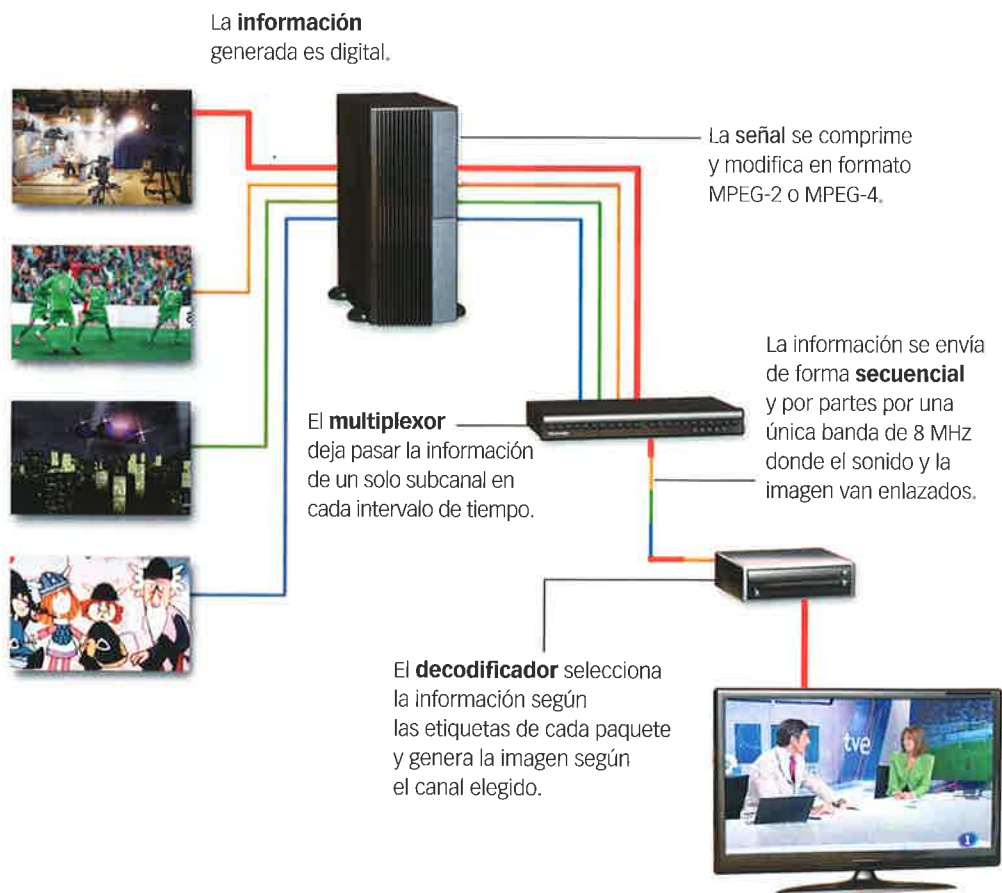 La información
generada es digital.
La señal se comprime
y modifica en formato
MPEG-2 o MPEG-4.
La información se envía
de forma secuencial
y por partes por una
única banda de 8 MHz
donde el sonido y la
imagen van enlazados.
El multiplexor
deja pasar la información
de un solo subcanal en
cada intervalo de tiempo.
El decodificador selecciona
la información según
las etiquetas de cada paquete
y genera la imagen según
el canal elegido.
tve
1